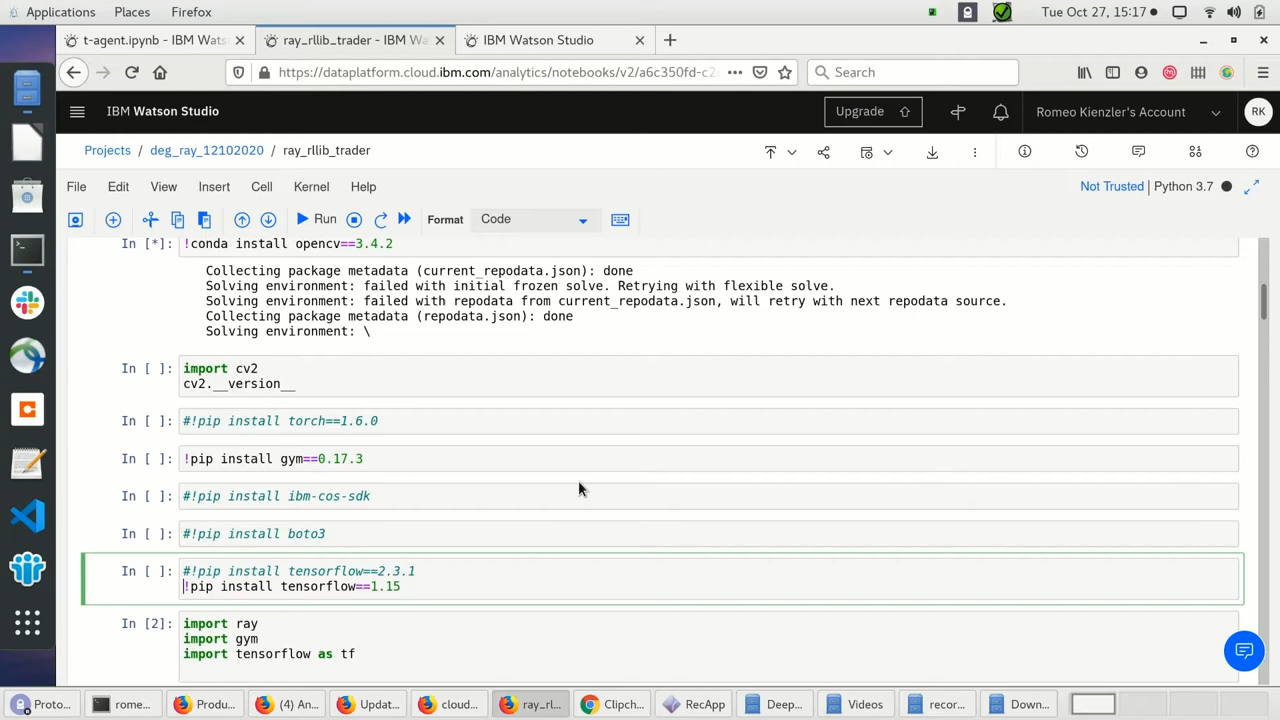 Applications Places Firefox Tue Oct 27, 15:17
t-agent.ipynb - IBM Wats ray_rllib_trader - IBM Wa IBM Watson Studio
https://dataplatform.cloud.ibm.com/analytics/notebooks/v2/a6c350fd-c2 Search
IBM Watson Studio Upgrade Romeo Kienzler's Account RK
Projects / deg_ray_12102020 / ray_rllib_trader
File Edit View Insert Cell Kernel Help Not Trusted | Python 3.7
Run Format Code
In [*]: !conda install opencv==3.4.2
Collecting package metadata (current_repodata.json): done
Solving environment: failed with initial frozen solve. Retrying with flexible solve.
Solving environment: failed with repodata from current_repodata.json, will retry with next repodata source.
Collecting package metadata (repodata.json): done
Solving environment: \
In [ ]: import cv2
cv2.__version__
In [ ]: #!pip install torch==1.6.0
In [ ]: !pip install gym==0.17.3
In [ ]: #!pip install ibm-cos-sdk
In [ ]: #!pip install boto3
In [ ]: #!pip install tensorflow==2.3.1
!pip install tensorflow==1.15
In [2]: import ray
import gym
import tensorflow as tf
Proto... rome... Produ... (4) in... Updat... cloud... ray_rl... Clipch... RecApp Deep... Videos recor... Down...